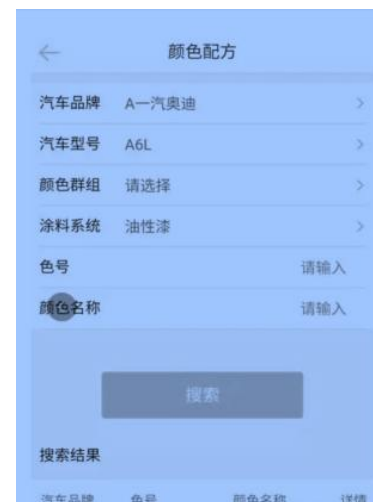 颜色配方
汽车品牌 A一汽奥迪
汽车型号 A6L
颜色群组 请选择
涂料系统 油性漆
色号 请输入
颜色名称 请输入
搜索
搜索结果
汽车品牌 色号 颜色名称 详情